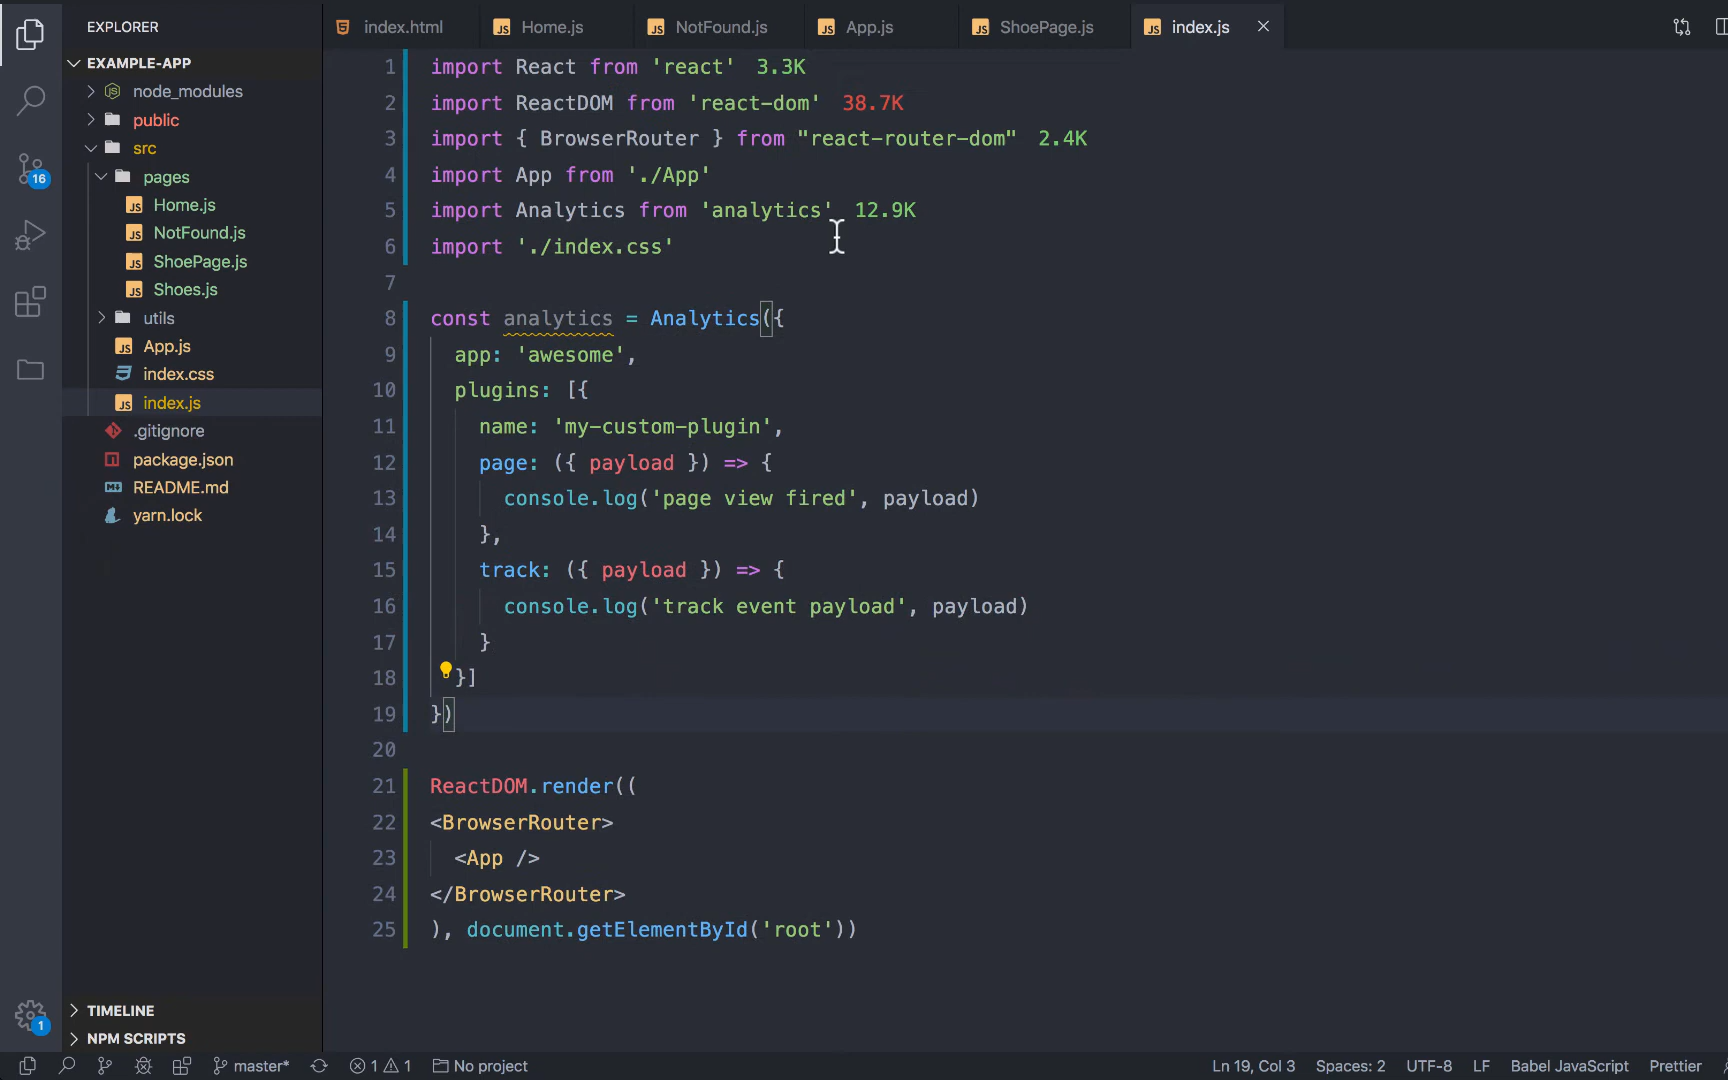 EXPLORER
EXAMPLE-APP
node_modules
public
src
pages
Home.js
NotFound.js
ShoePage.js
Shoes.js
utils
App.js
index.css
index.js
.gitignore
package.json
README.md
yarn.lock
TIMELINE
NPM SCRIPTS
16
1
index.html
JS Home.js
JS NotFound.js
JS App.js
JS ShoePage.js
JS index.js
1 import React from 'react' 3.3K
2 import ReactDOM from 'react-dom' 38.7K
3 import { BrowserRouter } from "react-router-dom" 2.4K
4 import App from './App'
5 import Analytics from 'analytics' 12.9K
6 import './index.css'
7
8 const analytics = Analytics({
9 app: 'awesome',
10 plugins: [{
11 name: 'my-custom-plugin',
12 page: ({ payload }) => {
13 console.log('page view fired', payload)
14 },
15 track: ({ payload }) => {
16 console.log('track event payload', payload)
17 }
18 }]
19 })
20
21 ReactDOM.render((
22 <BrowserRouter>
23 <App />
24 </BrowserRouter>
25 ), document.getElementById('root'))
master* 1 1 No project Ln 19, Col 3 Spaces: 2 UTF-8 LF Babel JavaScript Prettier